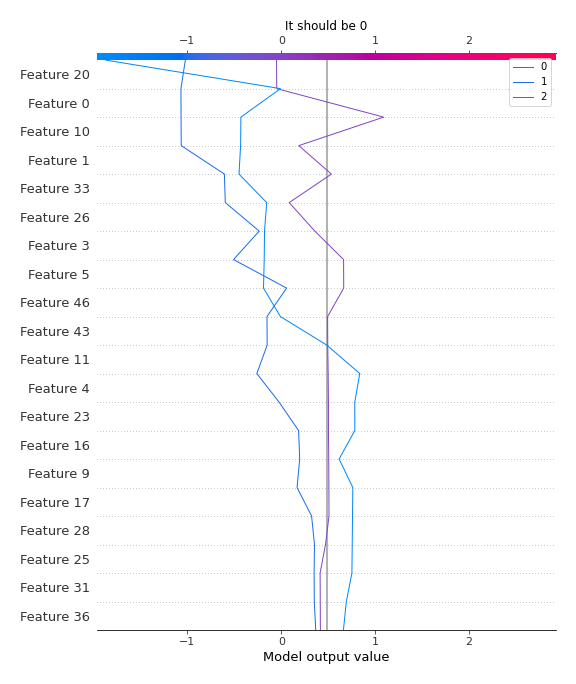 It should be 0
−1 0 1 2
0
1
2
Feature 20
Feature 0
Feature 10
Feature 1
Feature 33
Feature 26
Feature 3
Feature 5
Feature 46
Feature 43
Feature 11
Feature 4
Feature 23
Feature 16
Feature 9
Feature 17
Feature 28
Feature 25
Feature 31
Feature 36
−1 0 1 2
Model output value